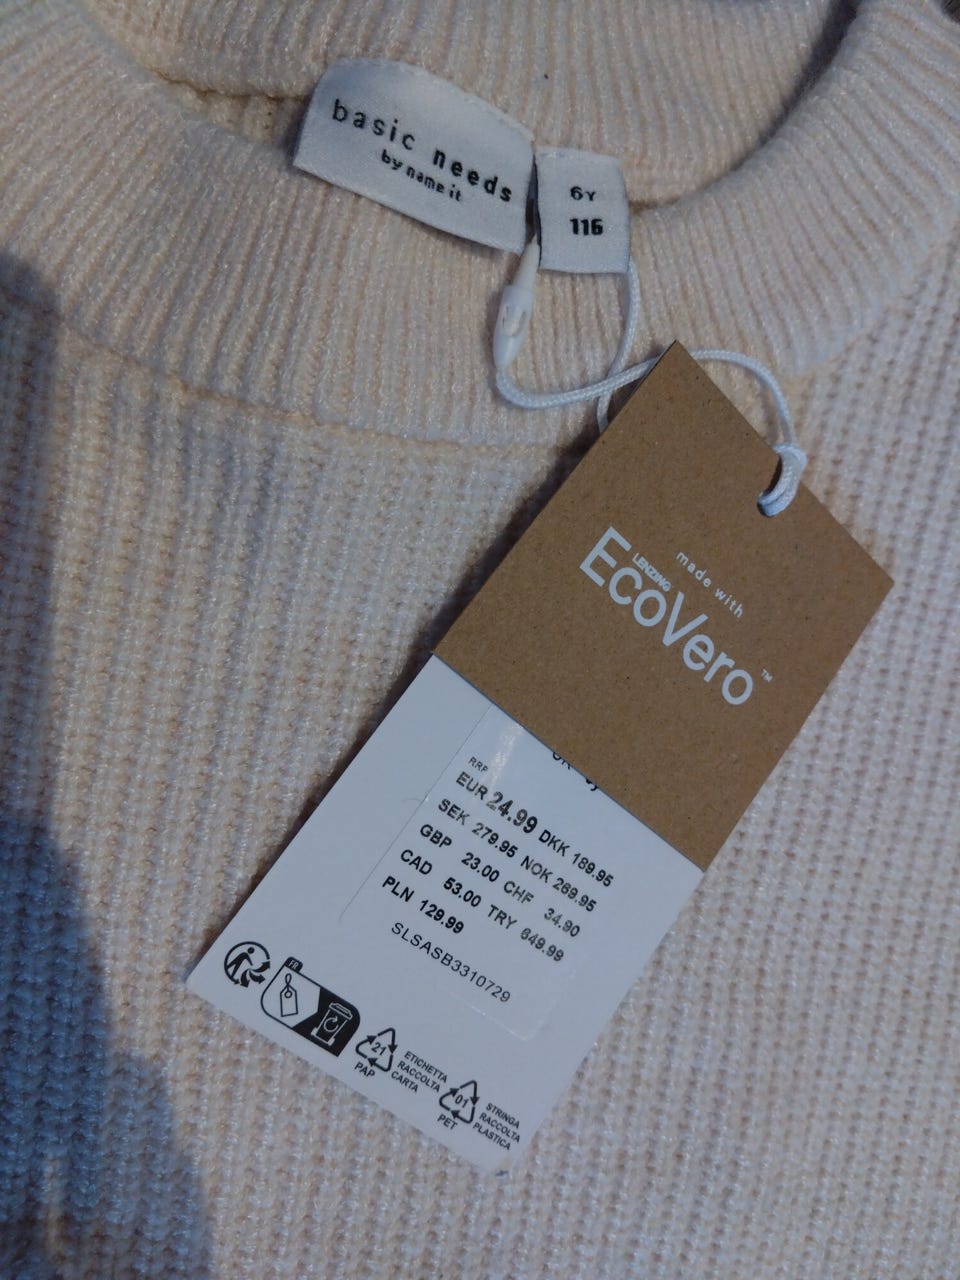 basic needs
by name it
6Y
116
made with
LENZING
EcoVero™
RRP
EUR 24.99 DKK 189.95
SEK 279.95 NOK 269.95
GBP 23.00 CHF 34.90
CAD 53.00 TRY 649.99
PLN 129.99
SLSASB3310729
FR
21
PAP
ETICHETTA
RACCOLTA
CARTA
01
PET
STRINGA
RACCOLTA
PLASTICA